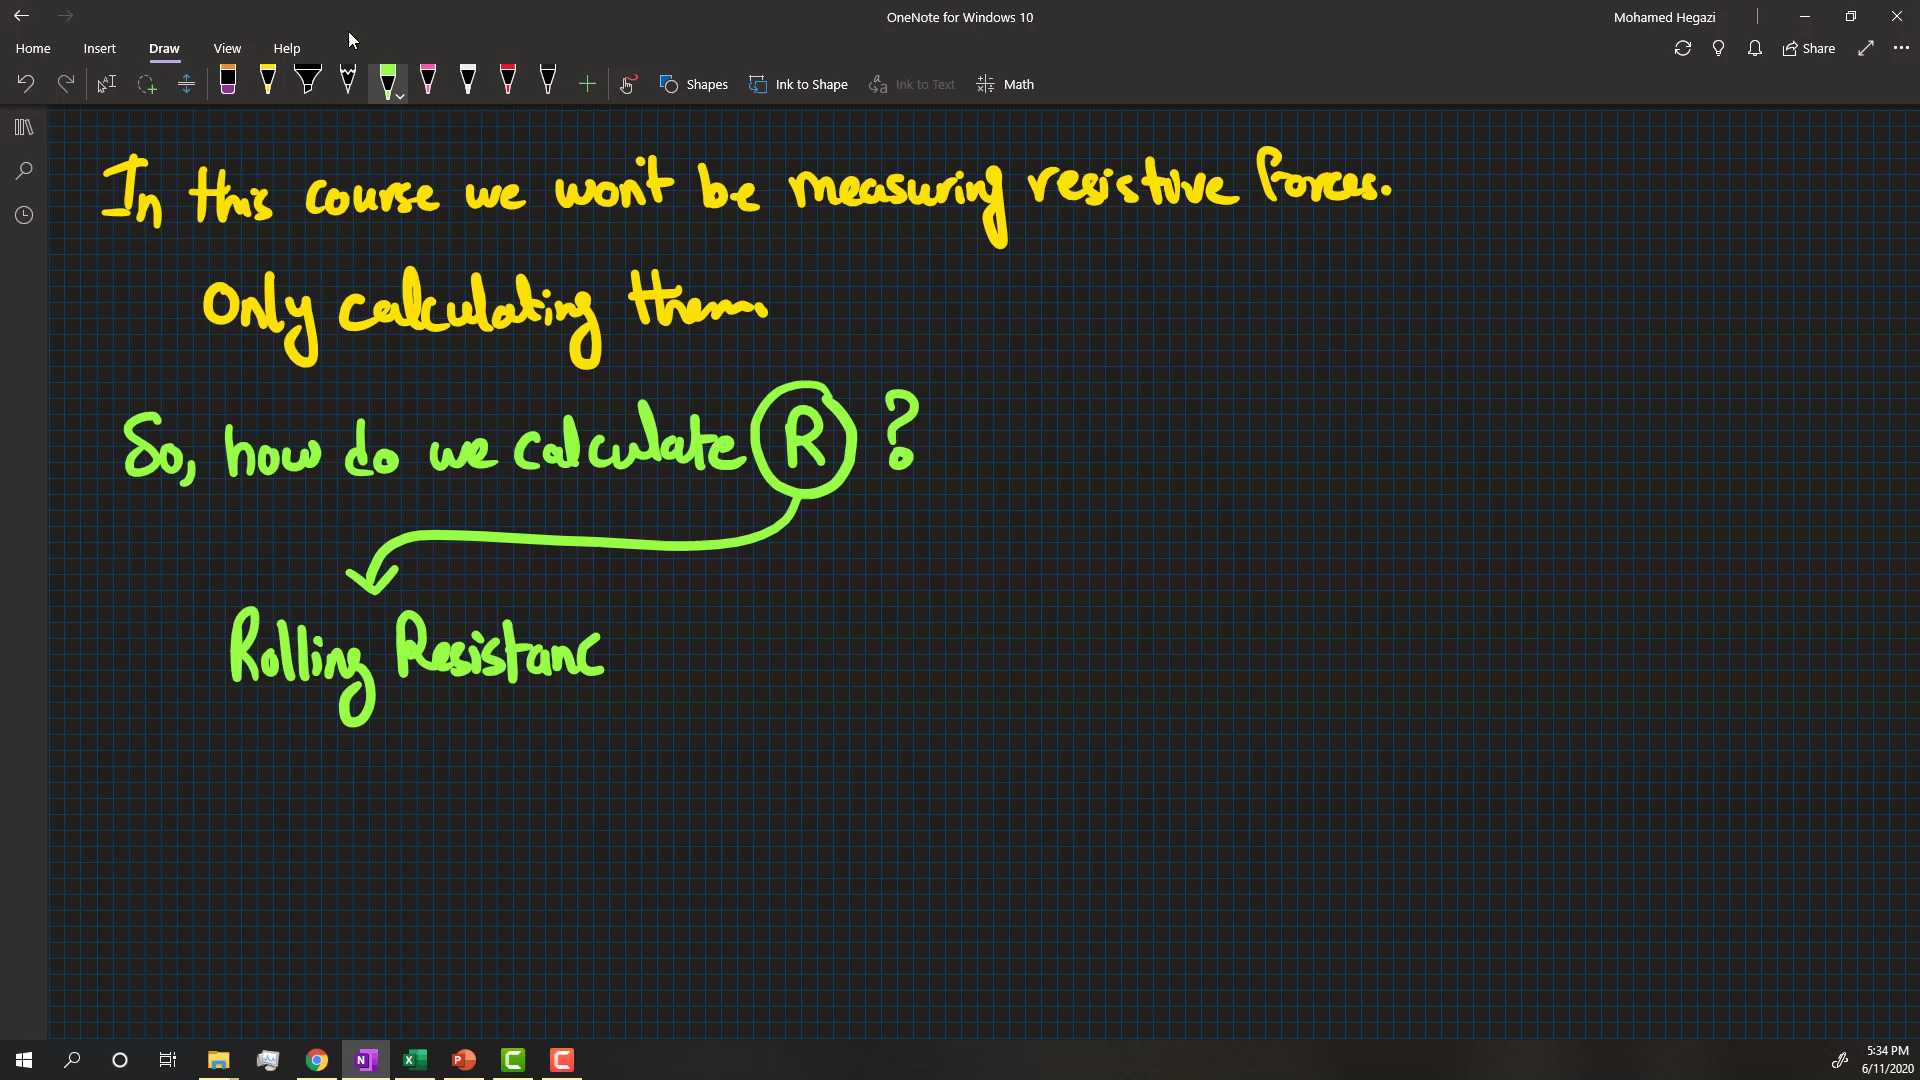 OneNote for Windows 10
Mohamed Hegazi
Home Insert Draw View Help
Share
Shapes Ink to Shape Ink to Text Math
In this course we won't be measuring resistive forces.
Only calculating them.
So, how do we calculate R ?
Rolling Resistanc
5:34 PM
6/11/2020